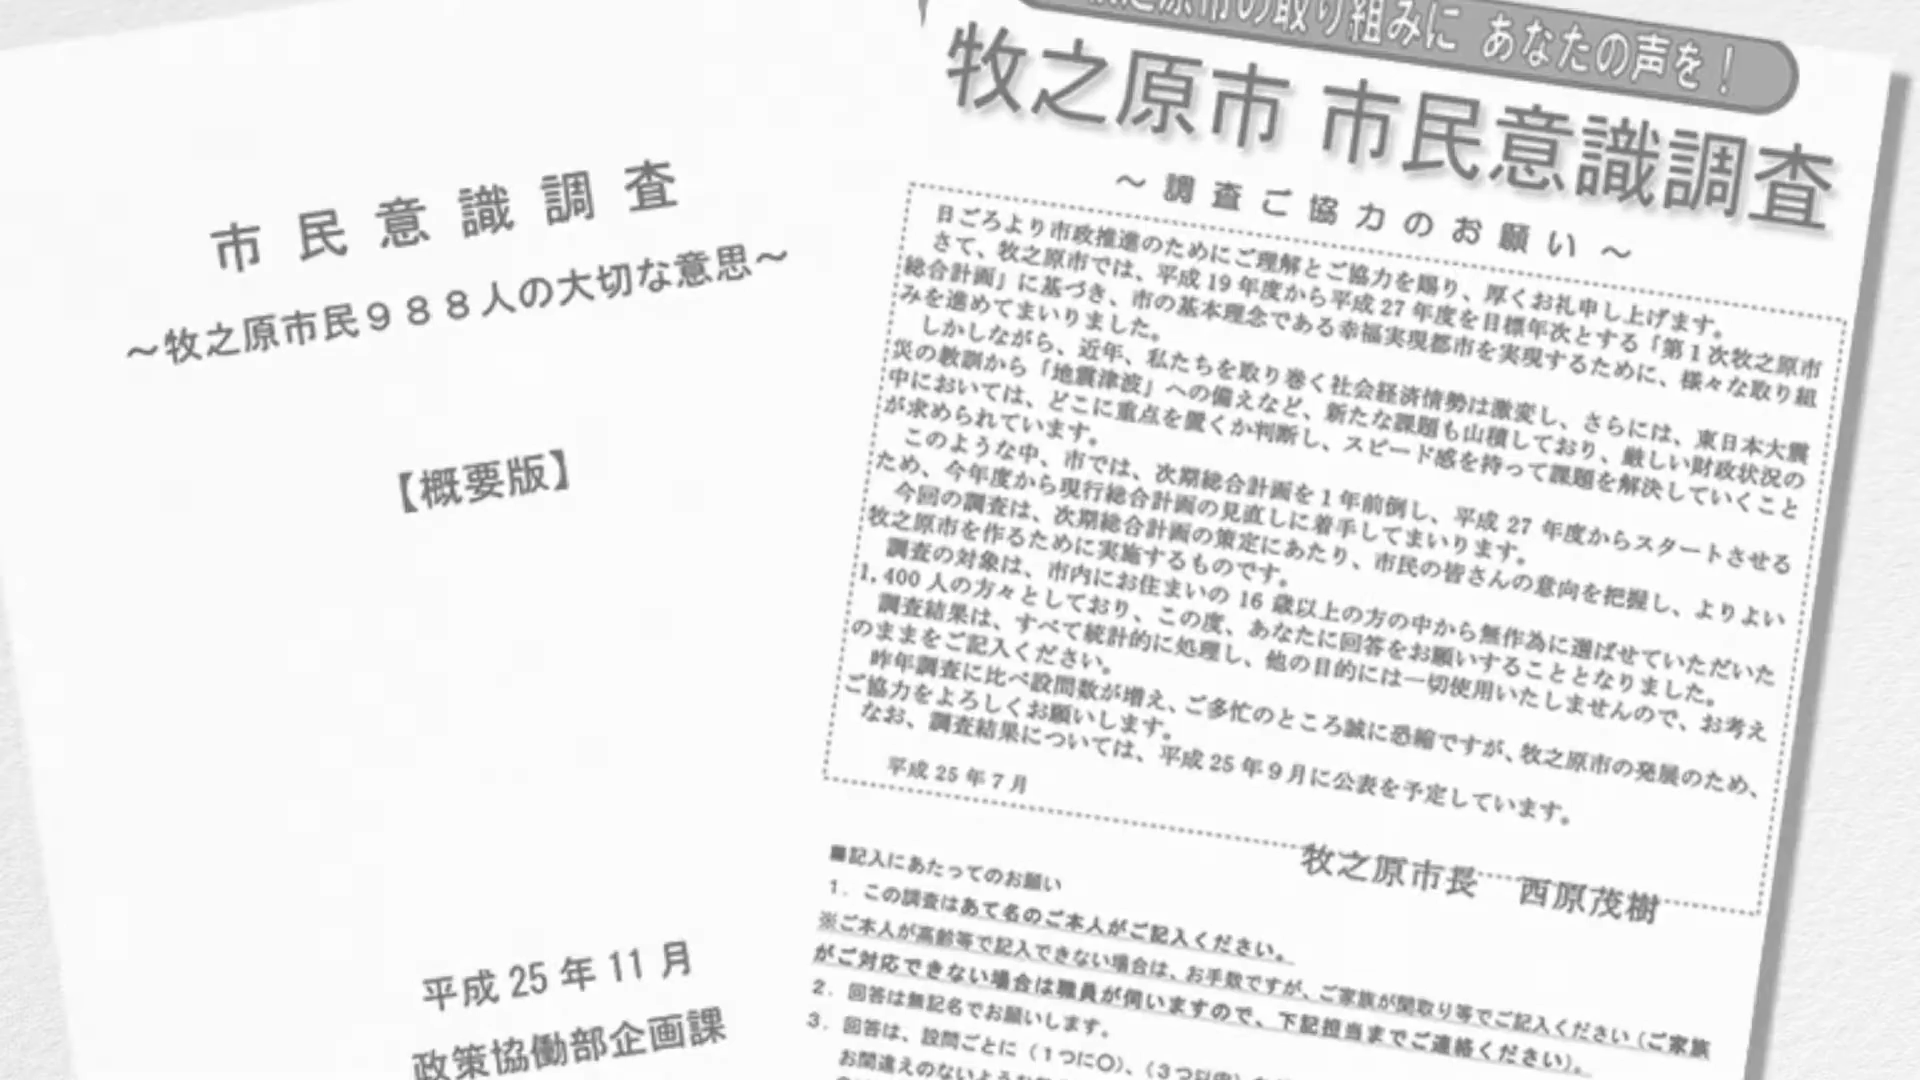 市民意識調査
～牧之原市民９８８人の大切な意思～
【概要版】
平成25年11月
政策協働部企画課
の取り組みに あなたの声を！
牧之原市 市民意識調査
～調査ご協力のお願い～
日ごろより市政推進のためにご理解とご協力を賜り、厚くお礼申し上げます。
さて、牧之原市では、平成19年度から平成27年度を目標年次とする「第１次牧之原市
総合計画」に基づき、市の基本理念である幸福実現都市を実現するために、様々な取り組
みを進めてまいりました。
しかしながら、近年、私たちを取り巻く社会経済情勢は激変し、さらには、東日本大震
災の教訓から「地震津波」への備えなど、新たな課題も山積しており、厳しい財政状況の
中においては、どこに重点を置くか判断し、スピード感を持って課題を解決していくこと
が求められています。
このような中、市では、次期総合計画を１年前倒し、平成27年度からスタートさせる
ため、今年度から現行総合計画の見直しに着手してまいります。
今回の調査は、次期総合計画の策定にあたり、市民の皆さんの意向を把握し、よりよい
牧之原市を作るために実施するものです。
調査の対象は、市内にお住まいの16歳以上の方の中から無作為に選ばせていただいた
1,400人の方々としており、この度、あなたに回答をお願いすることとなりました。
調査結果は、すべて統計的に処理し、他の目的には一切使用いたしませんので、お考え
のままをご記入ください。
昨年調査に比べ設問数が増え、ご多忙のところ誠に恐縮ですが、牧之原市の発展のため、
ご協力をよろしくお願いします。
なお、調査結果については、平成25年９月に公表を予定しています。
平成25年７月
牧之原市長 西原茂樹
■記入にあたってのお願い
１．この調査はあて名のご本人がご記入ください。
※ご本人が高齢等で記入できない場合は、お手数ですが、ご家族が聞取り等でご記入ください（ご家族
がご対応できない場合は職員が伺いますので、下記担当までご連絡ください）。
２．回答は無記名でお願いします。
３．回答は、設問ごとに（１つに○）、（３つ以内）
お間違えのないよう